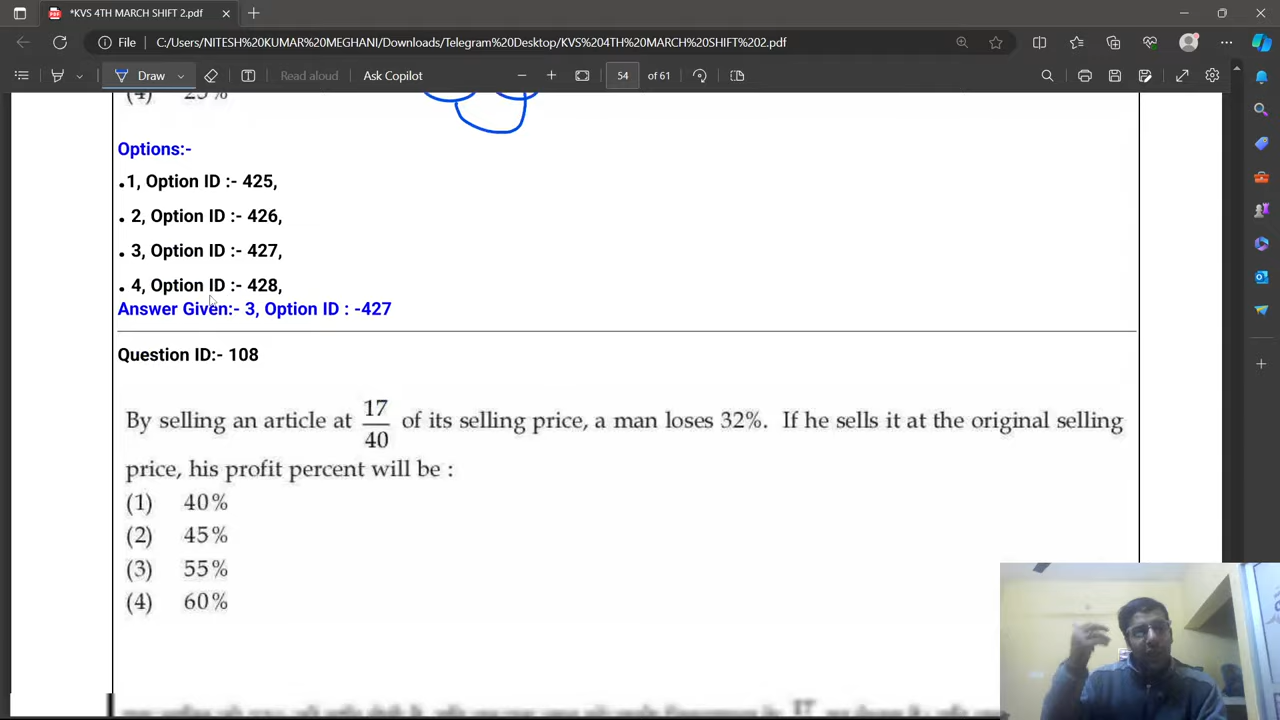 *KVS 4TH MARCH SHIFT 2.pdf
File C:/Users/NITESH%20KUMAR%20MEGHANI/Downloads/Telegram%20Desktop/KVS%204TH%20MARCH%20SHIFT%202.pdf
Draw Read aloud Ask Copilot 54 of 61
(4) 25%
Options:-
.1, Option ID :- 425,
. 2, Option ID :- 426,
. 3, Option ID :- 427,
. 4, Option ID :- 428,
Answer Given:- 3, Option ID : -427
Question ID:- 108
By selling an article at 17/40 of its selling price, a man loses 32%. If he sells it at the original selling
price, his profit percent will be :
(1) 40%
(2) 45%
(3) 55%
(4) 60%